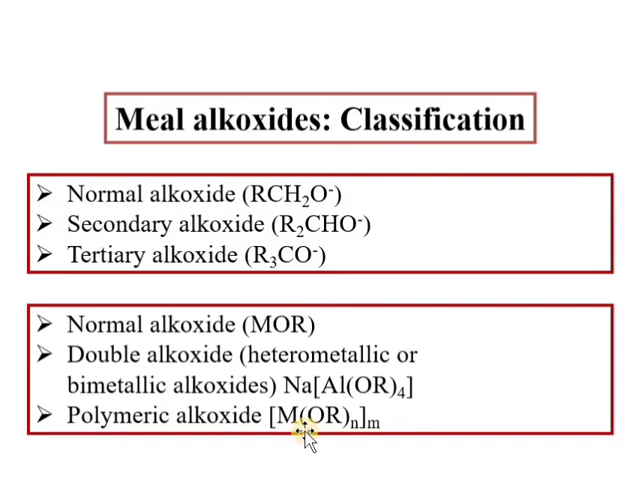 Meal alkoxides: Classification
➢ Normal alkoxide (RCH₂O⁻)
➢ Secondary alkoxide (R₂CHO⁻)
➢ Tertiary alkoxide (R₃CO⁻)
➢ Normal alkoxide (MOR)
➢ Double alkoxide (heterometallic or
bimetallic alkoxides) Na[Al(OR)₄]
➢ Polymeric alkoxide [M(OR)ₙ]ₘ